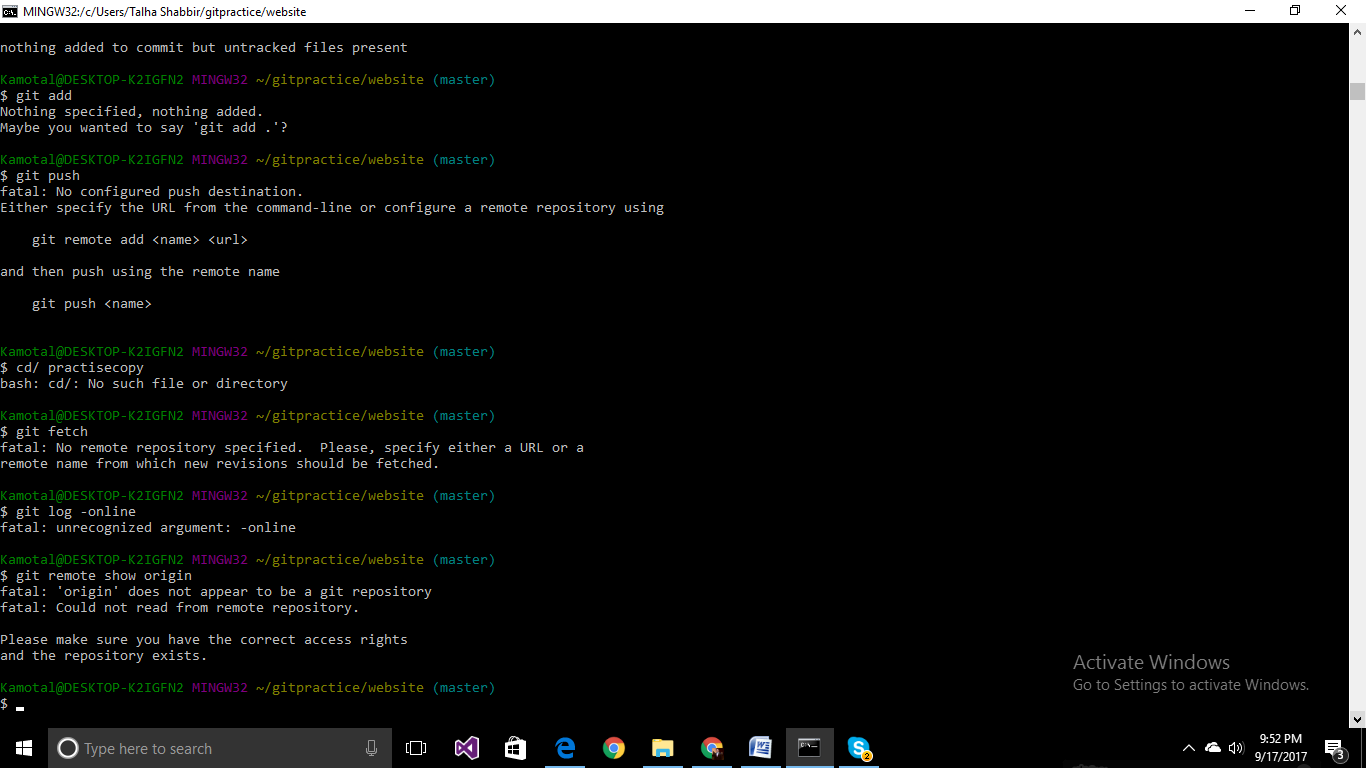 MINGW32:/c/Users/Talha Shabbir/gitpractice/website
nothing added to commit but untracked files present
Kamotal@DESKTOP-K2IGFN2 MINGW32 ~/gitpractice/website (master)
$ git add
Nothing specified, nothing added.
Maybe you wanted to say 'git add .'?
Kamotal@DESKTOP-K2IGFN2 MINGW32 ~/gitpractice/website (master)
$ git push
fatal: No configured push destination.
Either specify the URL from the command-line or configure a remote repository using
git remote add <name> <url>
and then push using the remote name
git push <name>
Kamotal@DESKTOP-K2IGFN2 MINGW32 ~/gitpractice/website (master)
$ cd/ practisecopy
bash: cd/: No such file or directory
Kamotal@DESKTOP-K2IGFN2 MINGW32 ~/gitpractice/website (master)
$ git fetch
fatal: No remote repository specified.  Please, specify either a URL or a
remote name from which new revisions should be fetched.
Kamotal@DESKTOP-K2IGFN2 MINGW32 ~/gitpractice/website (master)
$ git log -online
fatal: unrecognized argument: -online
Kamotal@DESKTOP-K2IGFN2 MINGW32 ~/gitpractice/website (master)
$ git remote show origin
fatal: 'origin' does not appear to be a git repository
fatal: Could not read from remote repository.
Please make sure you have the correct access rights
and the repository exists.
Kamotal@DESKTOP-K2IGFN2 MINGW32 ~/gitpractice/website (master)
$
Activate Windows
Go to Settings to activate Windows.
Type here to search
2
9:52 PM
9/17/2017
3